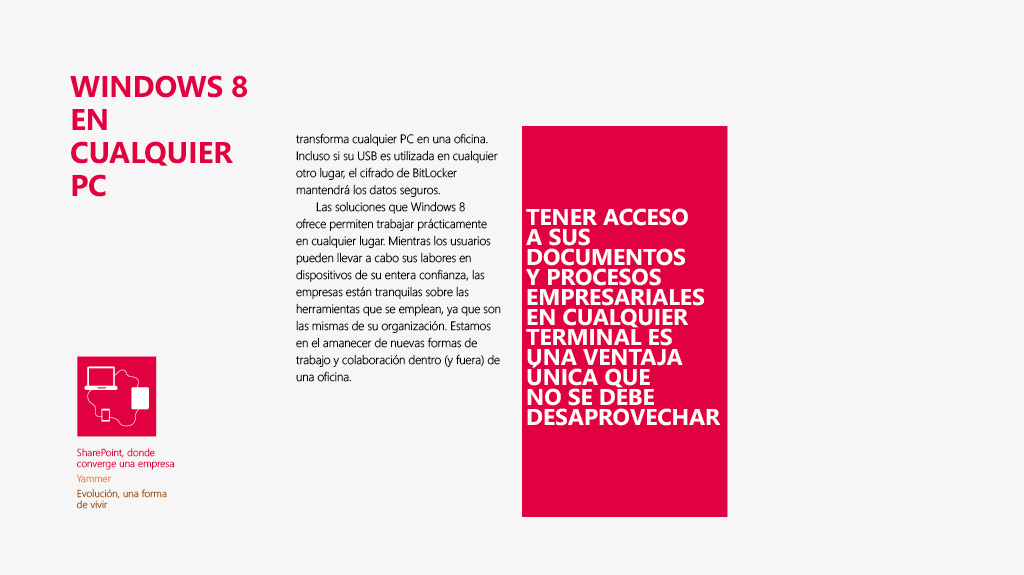 WINDOWS 8
EN
CUALQUIER
PC
transforma cualquier PC en una oficina.
Incluso si su USB es utilizada en cualquier
otro lugar, el cifrado de BitLocker
mantendrá los datos seguros.
Las soluciones que Windows 8
ofrece permiten trabajar prácticamente
en cualquier lugar. Mientras los usuarios
pueden llevar a cabo sus labores en
dispositivos de su entera confianza, las
empresas están tranquilas sobre las
herramientas que se emplean, ya que son
las mismas de su organización. Estamos
en el amanecer de nuevas formas de
trabajo y colaboración dentro (y fuera) de
una oficina.
TENER ACCESO
A SUS
DOCUMENTOS
Y PROCESOS
EMPRESARIALES
EN CUALQUIER
TERMINAL ES
UNA VENTAJA
ÚNICA QUE
NO SE DEBE
DESAPROVECHAR
SharePoint, donde
converge una empresa
Yammer
Evolución, una forma
de vivir